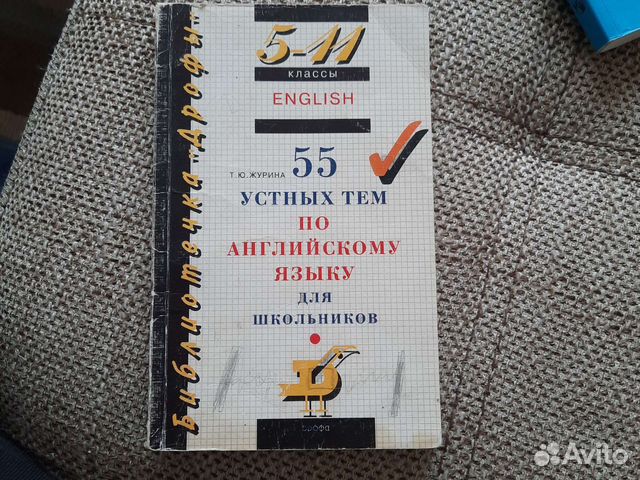 Библиотечка „Дрофы"
5-11
классы
ENGLISH
Т.Ю.ЖУРИНА 55
УСТНЫХ ТЕМ
ПО
АНГЛИЙСКОМУ
ЯЗЫКУ
ДЛЯ
ШКОЛЬНИКОВ
дрофа
Avito